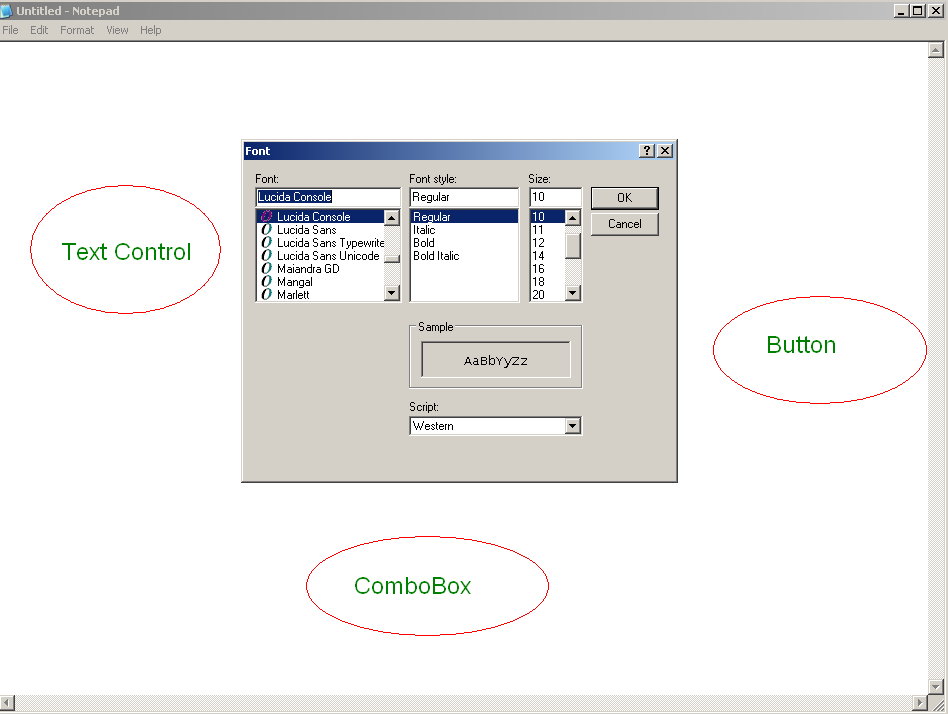 Untitled - Notepad
File Edit Format View Help
Font
Font: Font style: Size:
Lucida Console Regular 10
Lucida Console Regular 10
Lucida Sans Italic 11
Lucida Sans Typewrite Bold 12
Lucida Sans Unicode Bold Italic 14
Maiandra GD 16
Mangal 18
Marlett 20
OK
Cancel
Sample
AaBbYyZz
Script:
Western
Text Control
Button
ComboBox